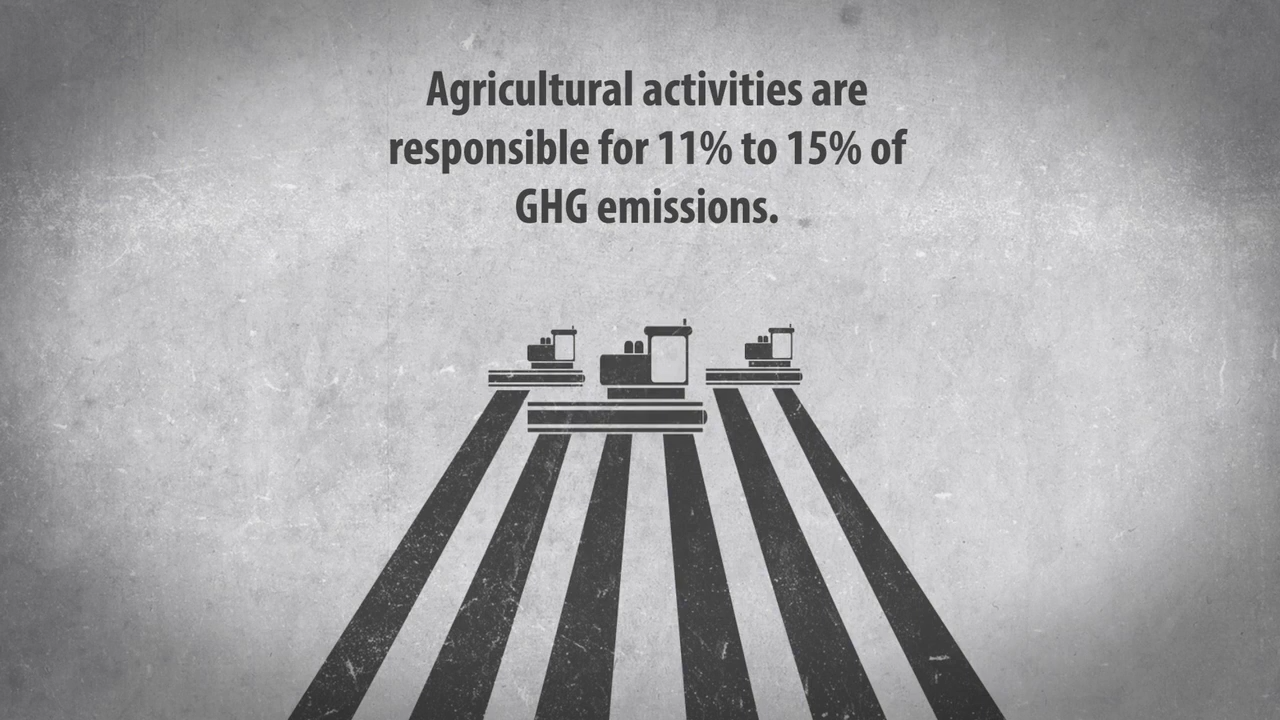 Agricultural activities are
responsible for 11% to 15% of
GHG emissions.